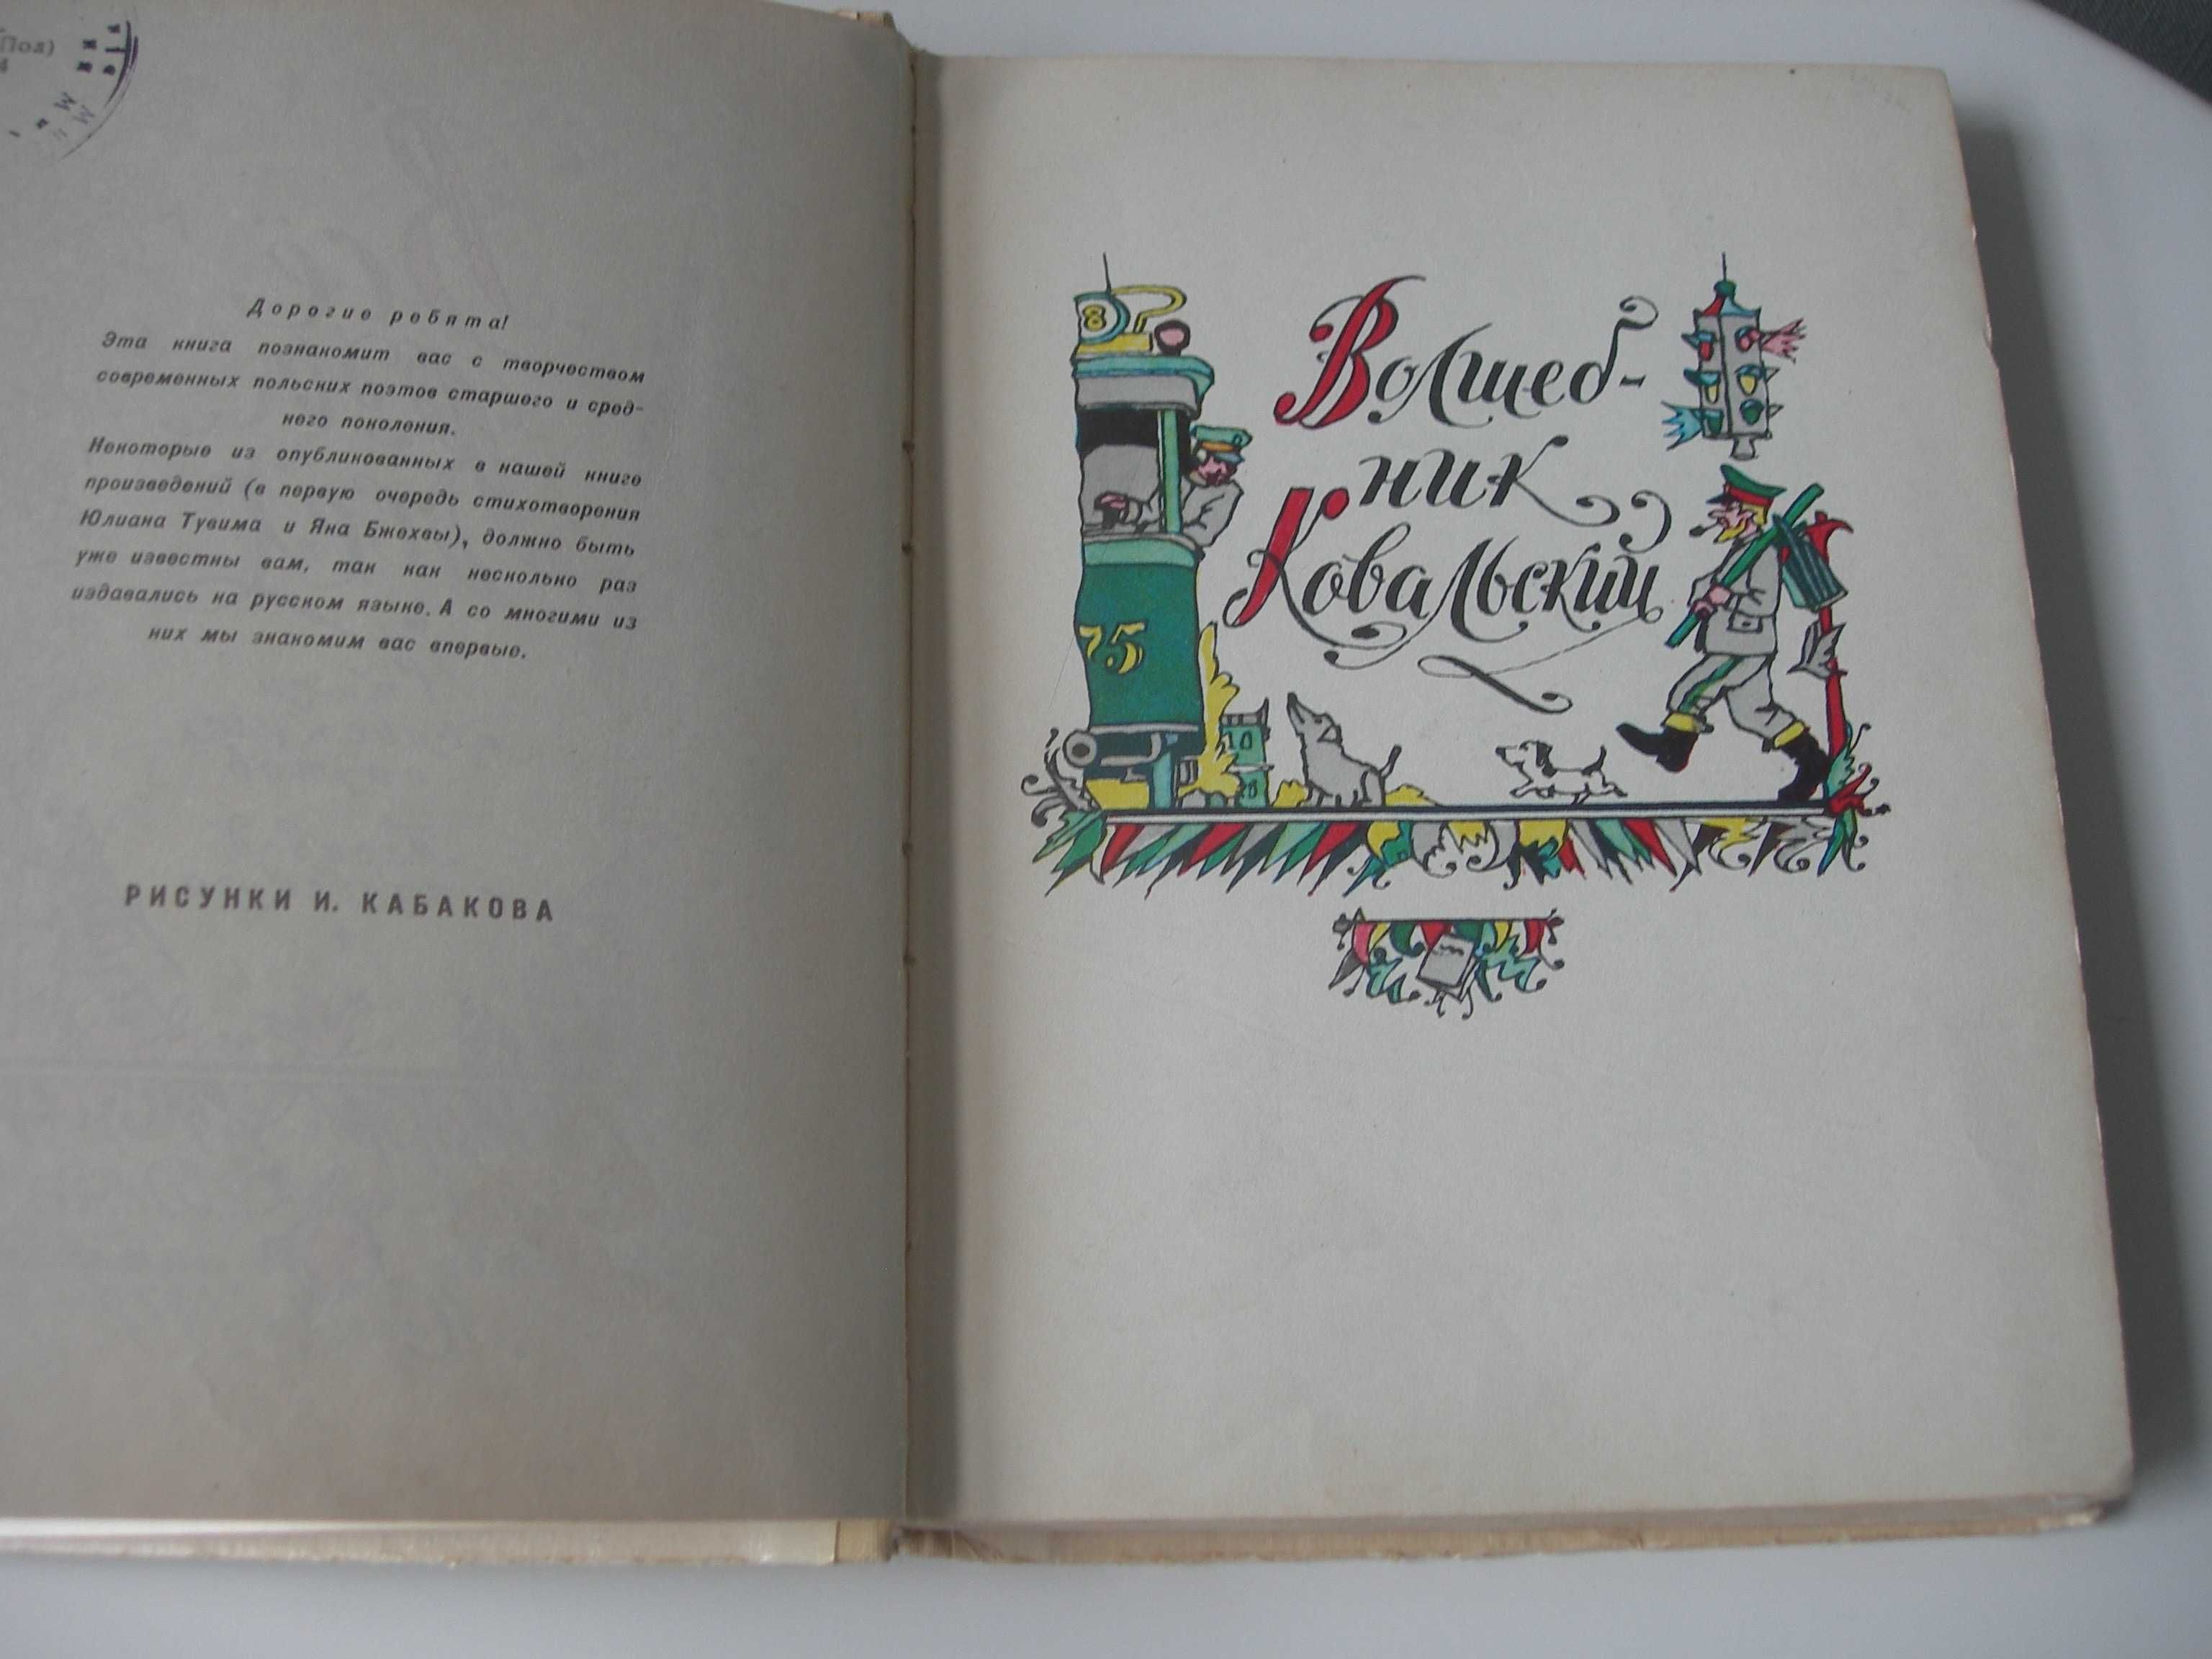 Пол)
4
Дорогие ребята!
Эта книга познакомит вас с творчеством
современных польских поэтов старшего и сред-
него поколения.
Некоторые из опубликованных в нашей книге
произведений (в первую очередь стихотворения
Юлиана Тувима и Яна Бжехвы), должно быть
уже известны вам, так как несколько раз
издавались на русском языке. А со многими из
них мы знакомим вас впервые.
РИСУНКИ И. КАБАКОВА
8
Волшеб-
ник
Ковальский
75
10